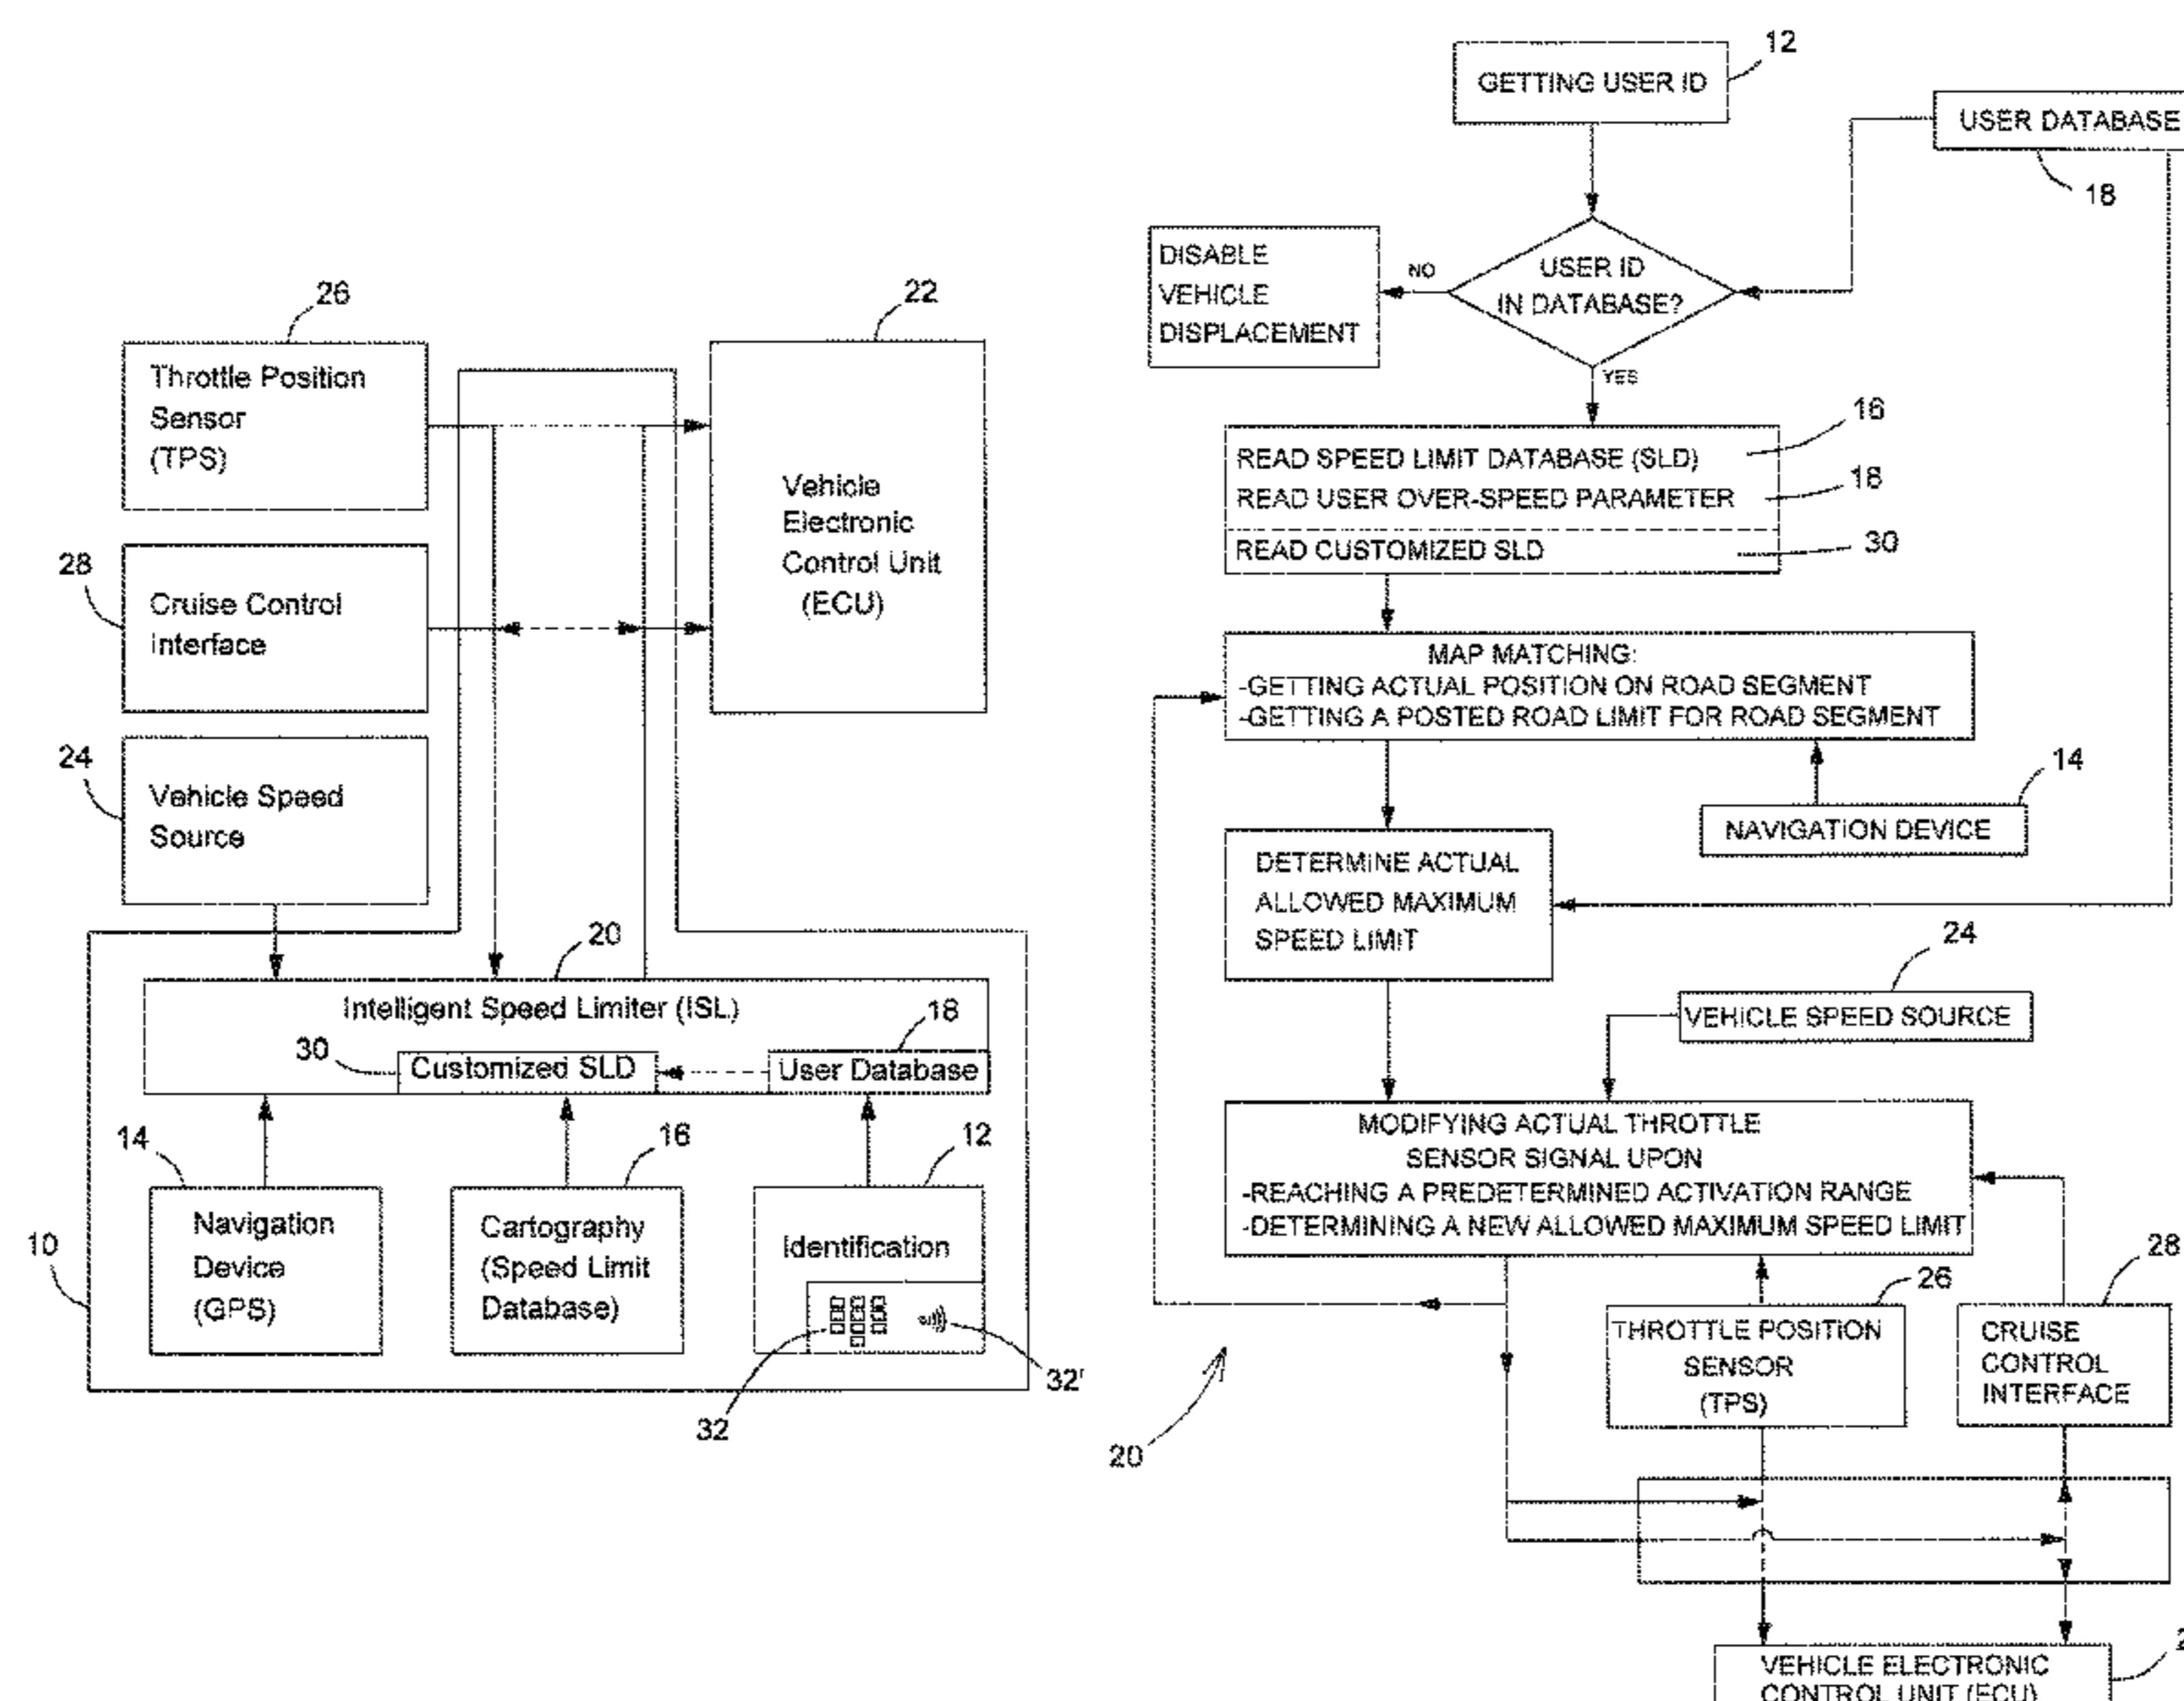 26
Throttle Position
Sensor
(TPS)
22
Vehicle
Electronic
Control Unit
(ECU)
28
Cruise Control
Interface
24
Vehicle Speed
Source
20
Intelligent Speed Limiter (ISL)
18
30
Customized SLD
User Database
14
Navigation
Device
(GPS)
16
Cartography
(Speed Limit
Database)
12
Identification
10
32
32'
12
GETTING USER ID
USER DATABASE
18
USER ID
IN DATABASE?
NO
DISABLE
VEHICLE
DISPLACEMENT
YES
READ SPEED LIMIT DATABASE (SLD)
16
READ USER OVER-SPEED PARAMETER
18
READ CUSTOMIZED SLD
30
MAP MATCHING:
-GETTING ACTUAL POSITION ON ROAD SEGMENT
-GETTING A POSTED ROAD LIMIT FOR ROAD SEGMENT
14
NAVIGATION DEVICE
DETERMINE ACTUAL
ALLOWED MAXIMUM
SPEED LIMIT
24
VEHICLE SPEED SOURCE
MODIFYING ACTUAL THROTTLE
SENSOR SIGNAL UPON
-REACHING A PREDETERMINED ACTIVATION RANGE
-DETERMINING A NEW ALLOWED MAXIMUM SPEED LIMIT
26
THROTTLE POSITION
SENSOR
(TPS)
28
CRUISE
CONTROL
INTERFACE
20
VEHICLE ELECTRONIC
CONTROL UNIT (ECU)